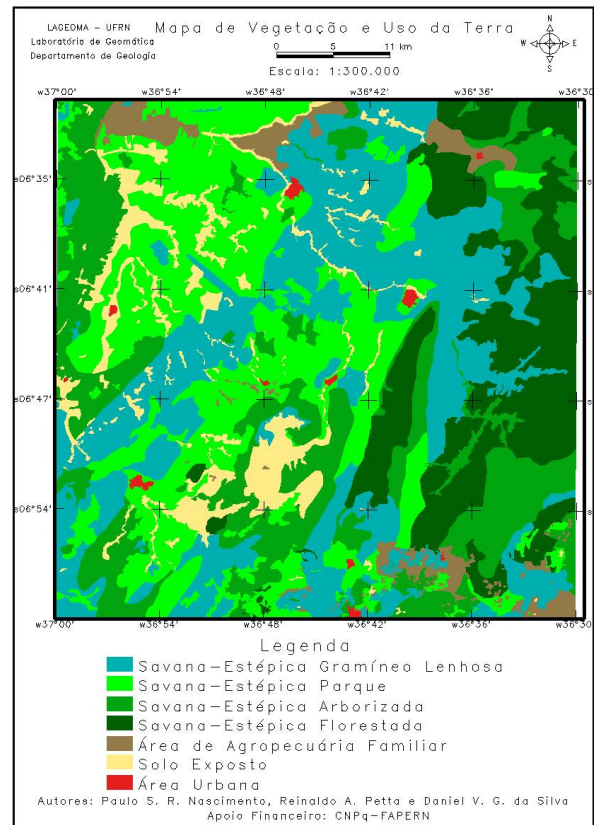 LAGEOMA - UFRN
Laboratório de Geomática
Departamento de Geologia
Mapa de Vegetação e Uso da Terra
0 5 11 km
Escala: 1:300.000
N
W E
S
w37°00' w36°54' w36°48' w36°42' w36°36' w36°30
s06°35'
s06°41'
s06°47'
s06°54'
w37°00' w36°54' w36°48' w36°42' w36°36' w36°30
Legenda
Savana-Estépica Gramíneo Lenhosa
Savana-Estépica Parque
Savana-Estépica Arborizada
Savana-Estépica Florestada
Área de Agropecuária Familiar
Solo Exposto
Área Urbana
Autores: Paulo S. R. Nascimento, Reinaldo A. Petta e Daniel V. G. da Silva
Apoio Financeiro: CNPq-FAPERN